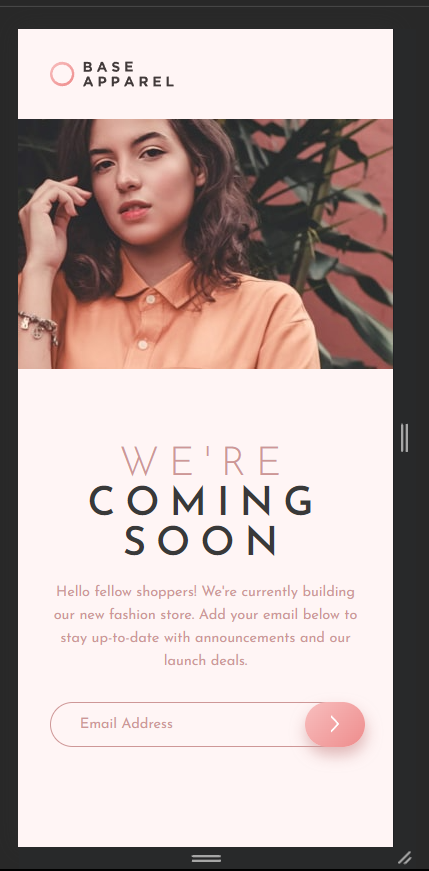 BASE
APPAREL
WE'RE
COMING
SOON
Hello fellow shoppers! We're currently building
our new fashion store. Add your email below to
stay up-to-date with announcements and our
launch deals.
Email Address